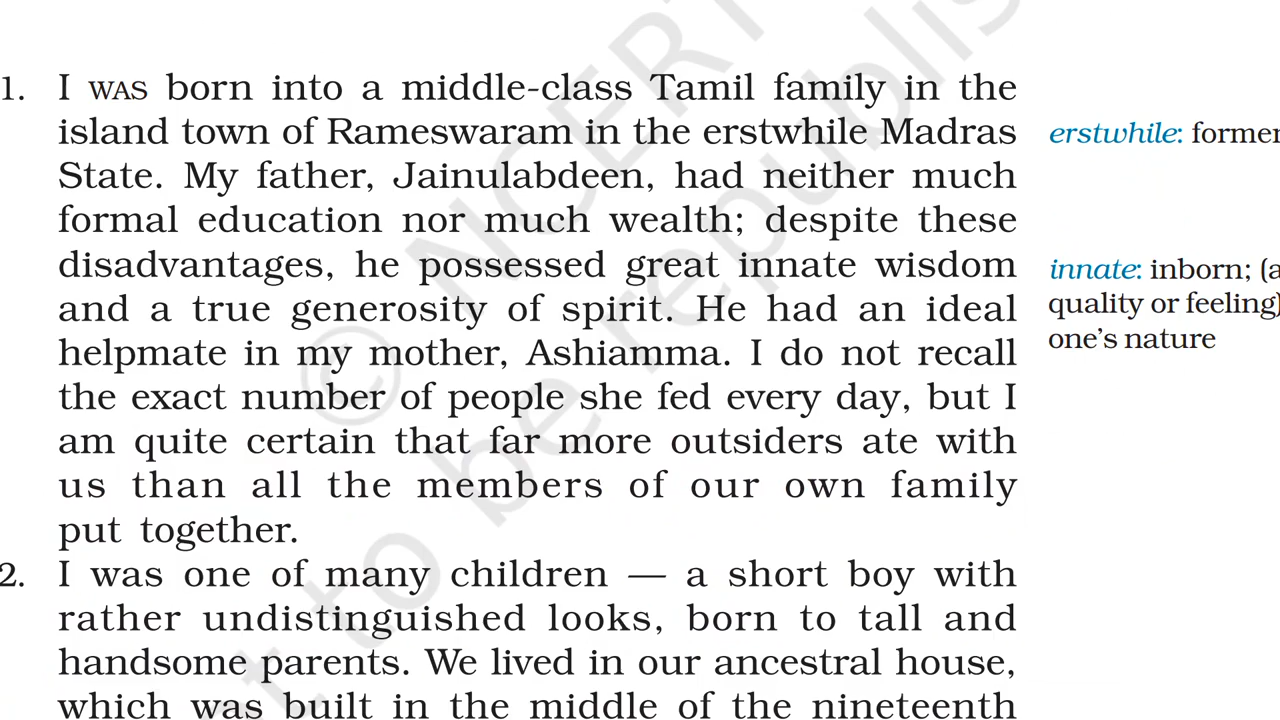 1. I WAS born into a middle-class Tamil family in the
island town of Rameswaram in the erstwhile Madras
State. My father, Jainulabdeen, had neither much
formal education nor much wealth; despite these
disadvantages, he possessed great innate wisdom
and a true generosity of spirit. He had an ideal
helpmate in my mother, Ashiamma. I do not recall
the exact number of people she fed every day, but I
am quite certain that far more outsiders ate with
us than all the members of our own family
put together.
2. I was one of many children — a short boy with
rather undistinguished looks, born to tall and
handsome parents. We lived in our ancestral house,
which was built in the middle of the nineteenth
erstwhile: former
innate: inborn; (a
quality or feeling)
one's nature
© NCERT
to be republis